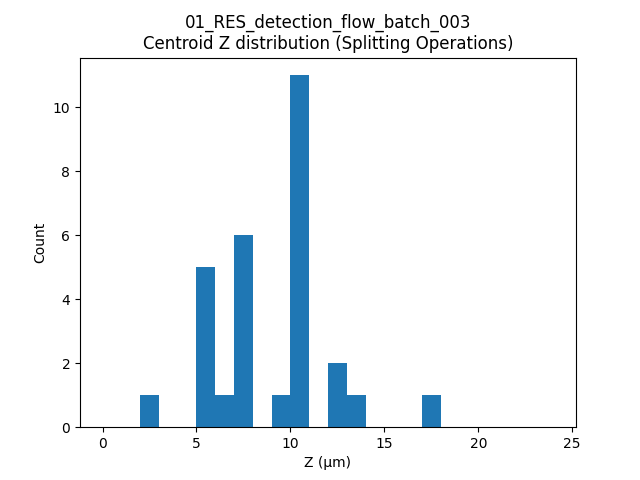 01_RES_detection_flow_batch_003
Centroid Z distribution (Splitting Operations)
10
8
6
4
2
0
Count
0 5 10 15 20 25
Z (μm)